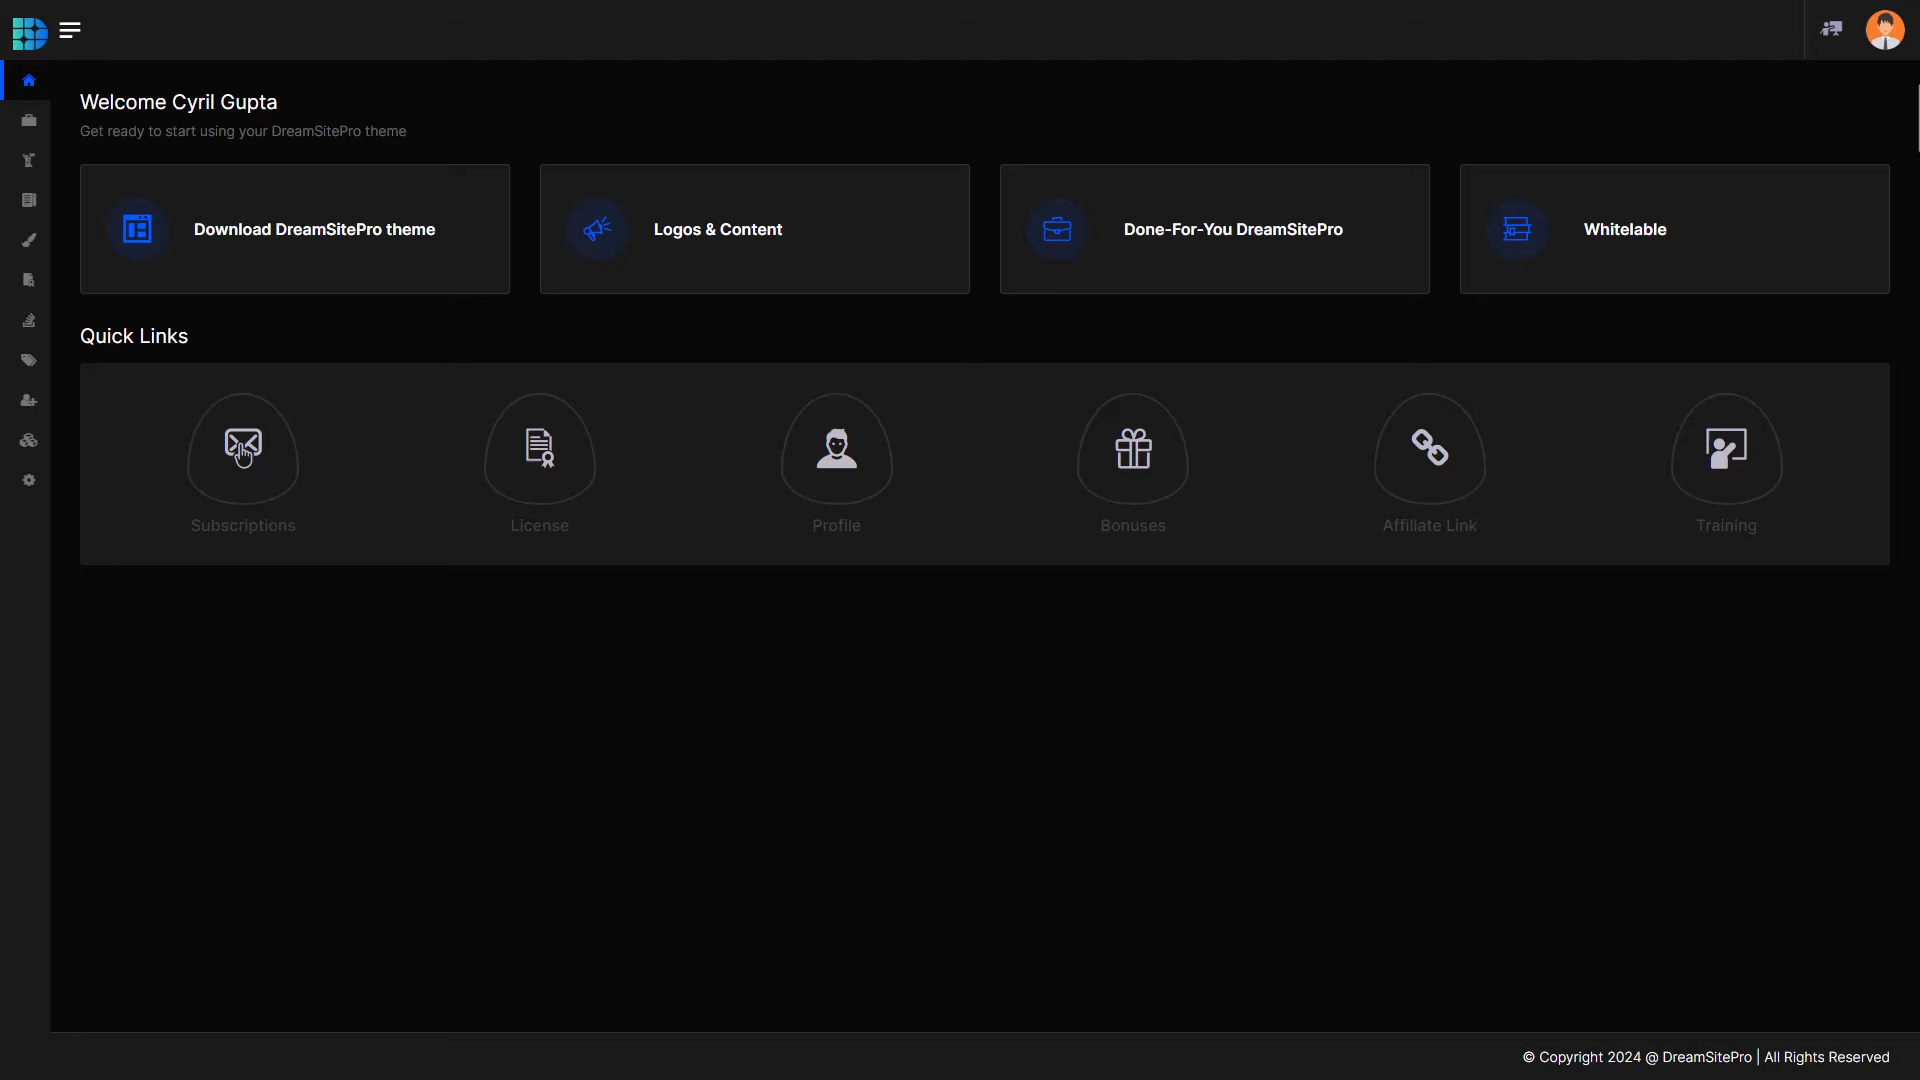 Welcome Cyril Gupta
Get ready to start using your DreamSitePro theme
Download DreamSitePro theme
Logos & Content
Done-For-You DreamSitePro
Whitelable
Quick Links
Subscriptions
License
Profile
Bonuses
Affiliate Link
Training
© Copyright 2024 @ DreamSitePro | All Rights Reserved